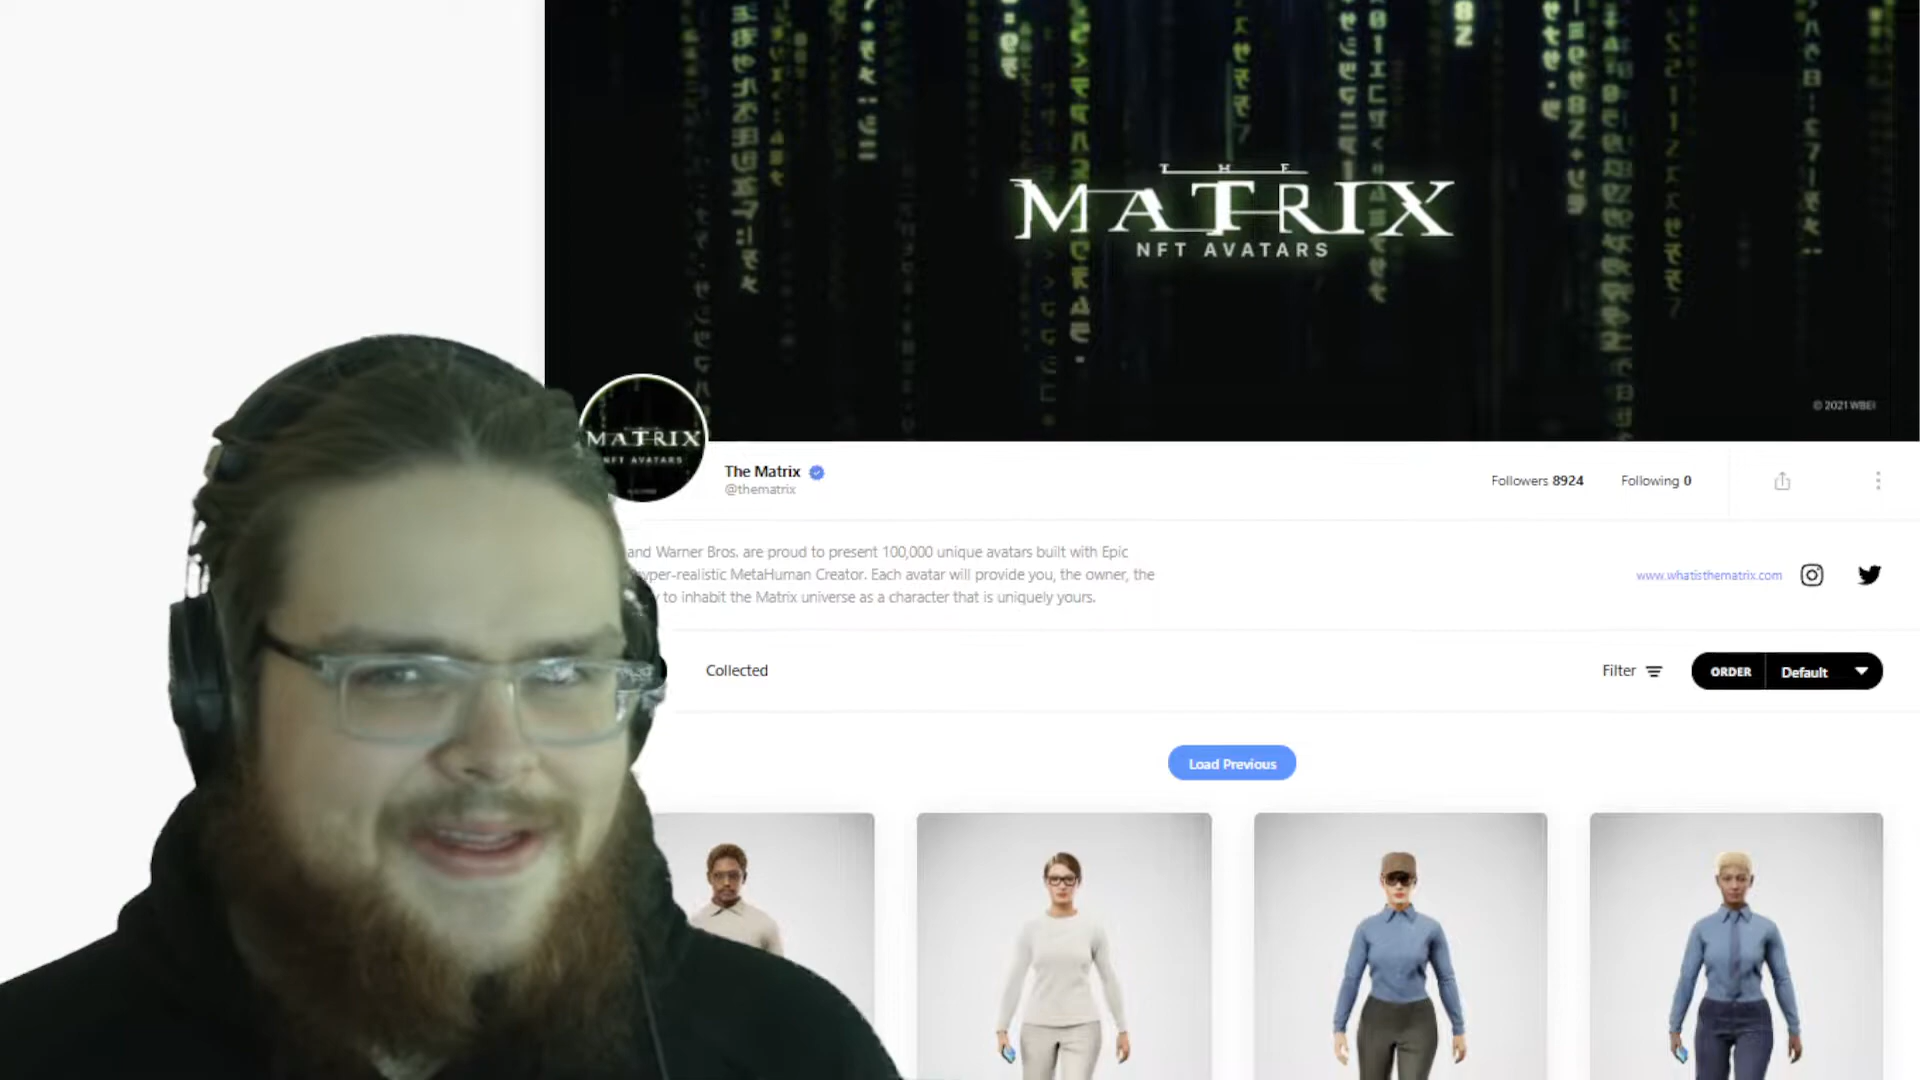 THE
MATRIX
NFT AVATARS
© 2021 WBEI
MATRIX
NFT AVATARS
The Matrix
@thematrix
Followers 8924
Following 0
and Warner Bros. are proud to present 100,000 unique avatars built with Epic
MetaHuman Creator. Each avatar will provide you, the owner, the
to inhabit the Matrix universe as a character that is uniquely yours.
www.whatisthematrix.com
Collected
Filter
ORDER
Default
Load Previous